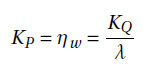 K_P = η_w = K_Q / λ